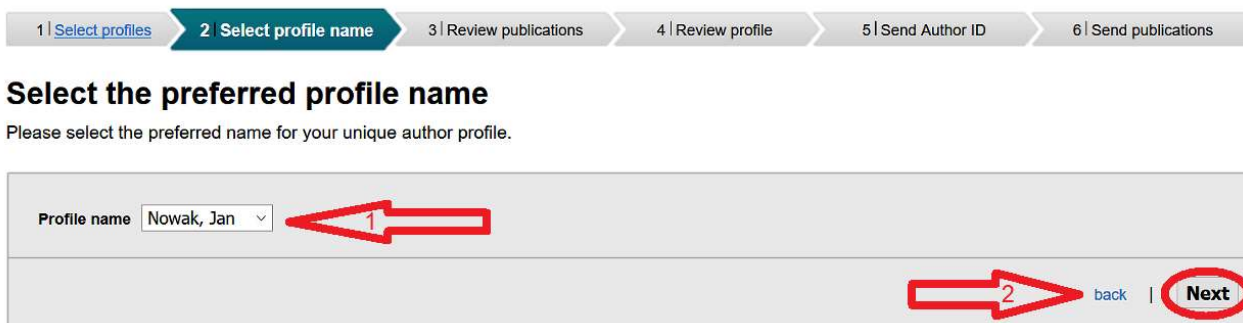 1 | Select profiles 2 | Select profile name 3 | Review publications 4 | Review profile 5 | Send Author ID 6 | Send publications
Select the preferred profile name
Please select the preferred name for your unique author profile.
Profile name Nowak, Jan 1
2 back | Next